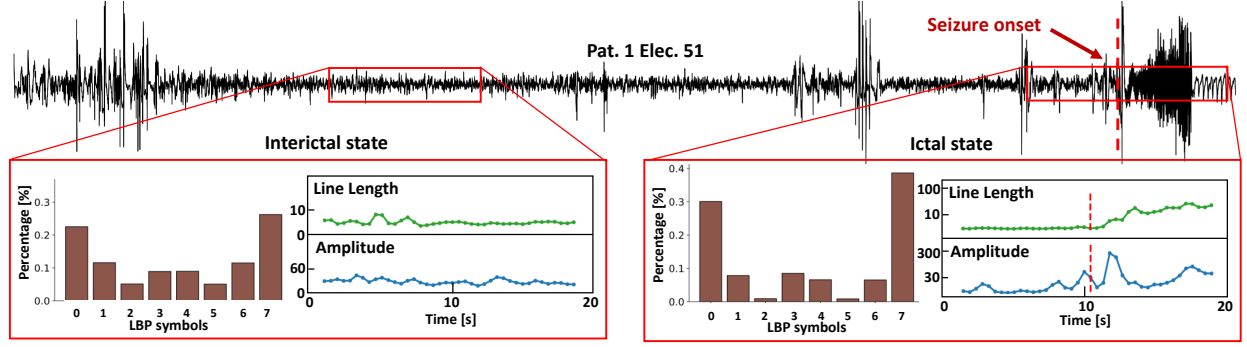 Seizure onset
Pat. 1 Elec. 51
Interictal state
Percentage [%]
0.3
0.2
0.1
0.0
0 1 2 3 4 5 6 7
LBP symbols
Line Length
10
0
Amplitude
60
0
0 10 20
Time [s]
Ictal state
Percentage [%]
0.4
0.3
0.2
0.1
0.0
0 1 2 3 4 5 6 7
LBP symbols
Line Length
100
10
Amplitude
300
30
0 10 20
Time [s]